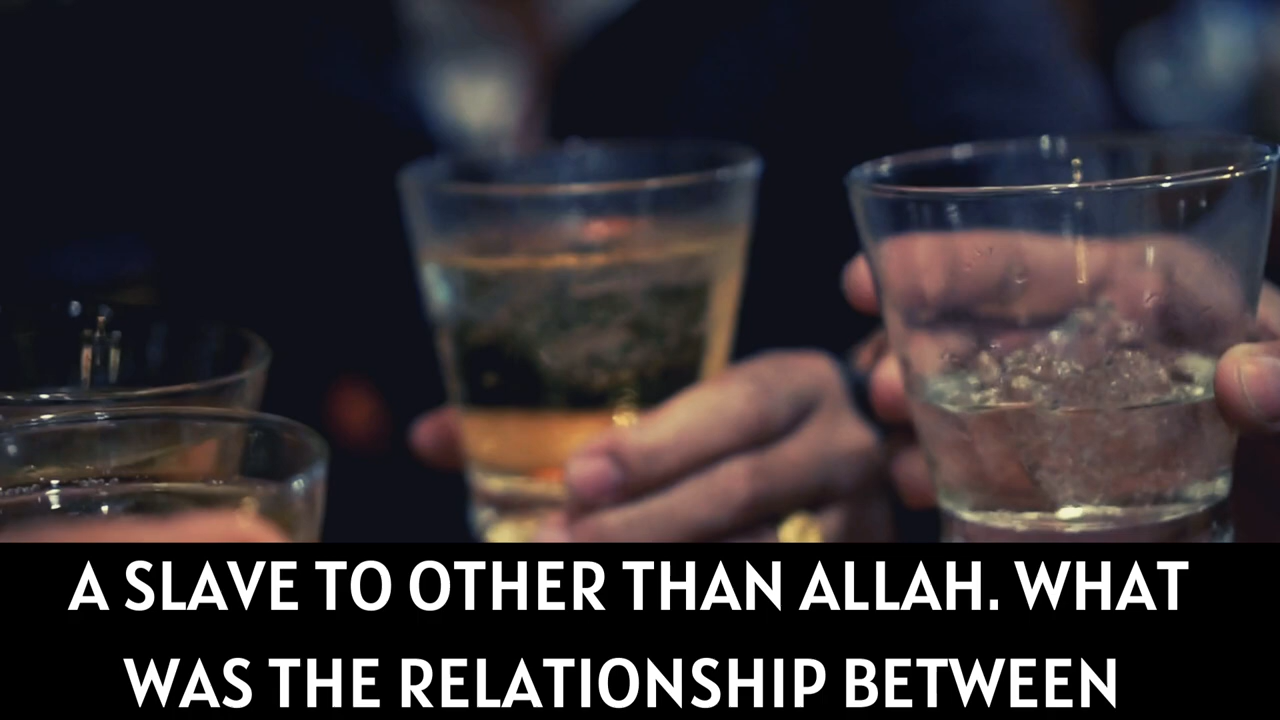 A SLAVE TO OTHER THAN ALLAH. WHAT
WAS THE RELATIONSHIP BETWEEN